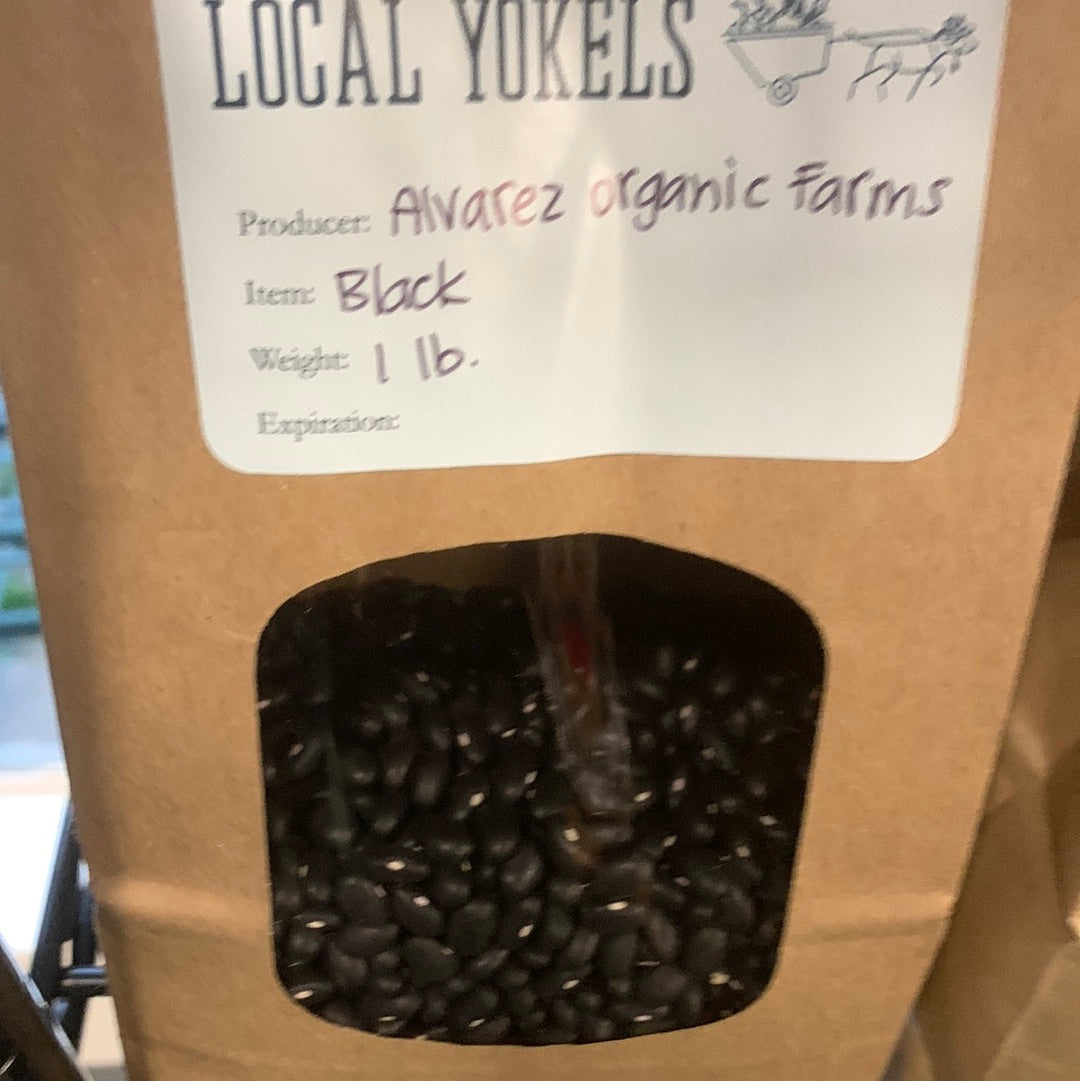 LOCAL YOKELS
Producer: Alvarez organic Farms
Item: Black
Weight: 1 lb.
Expiration: